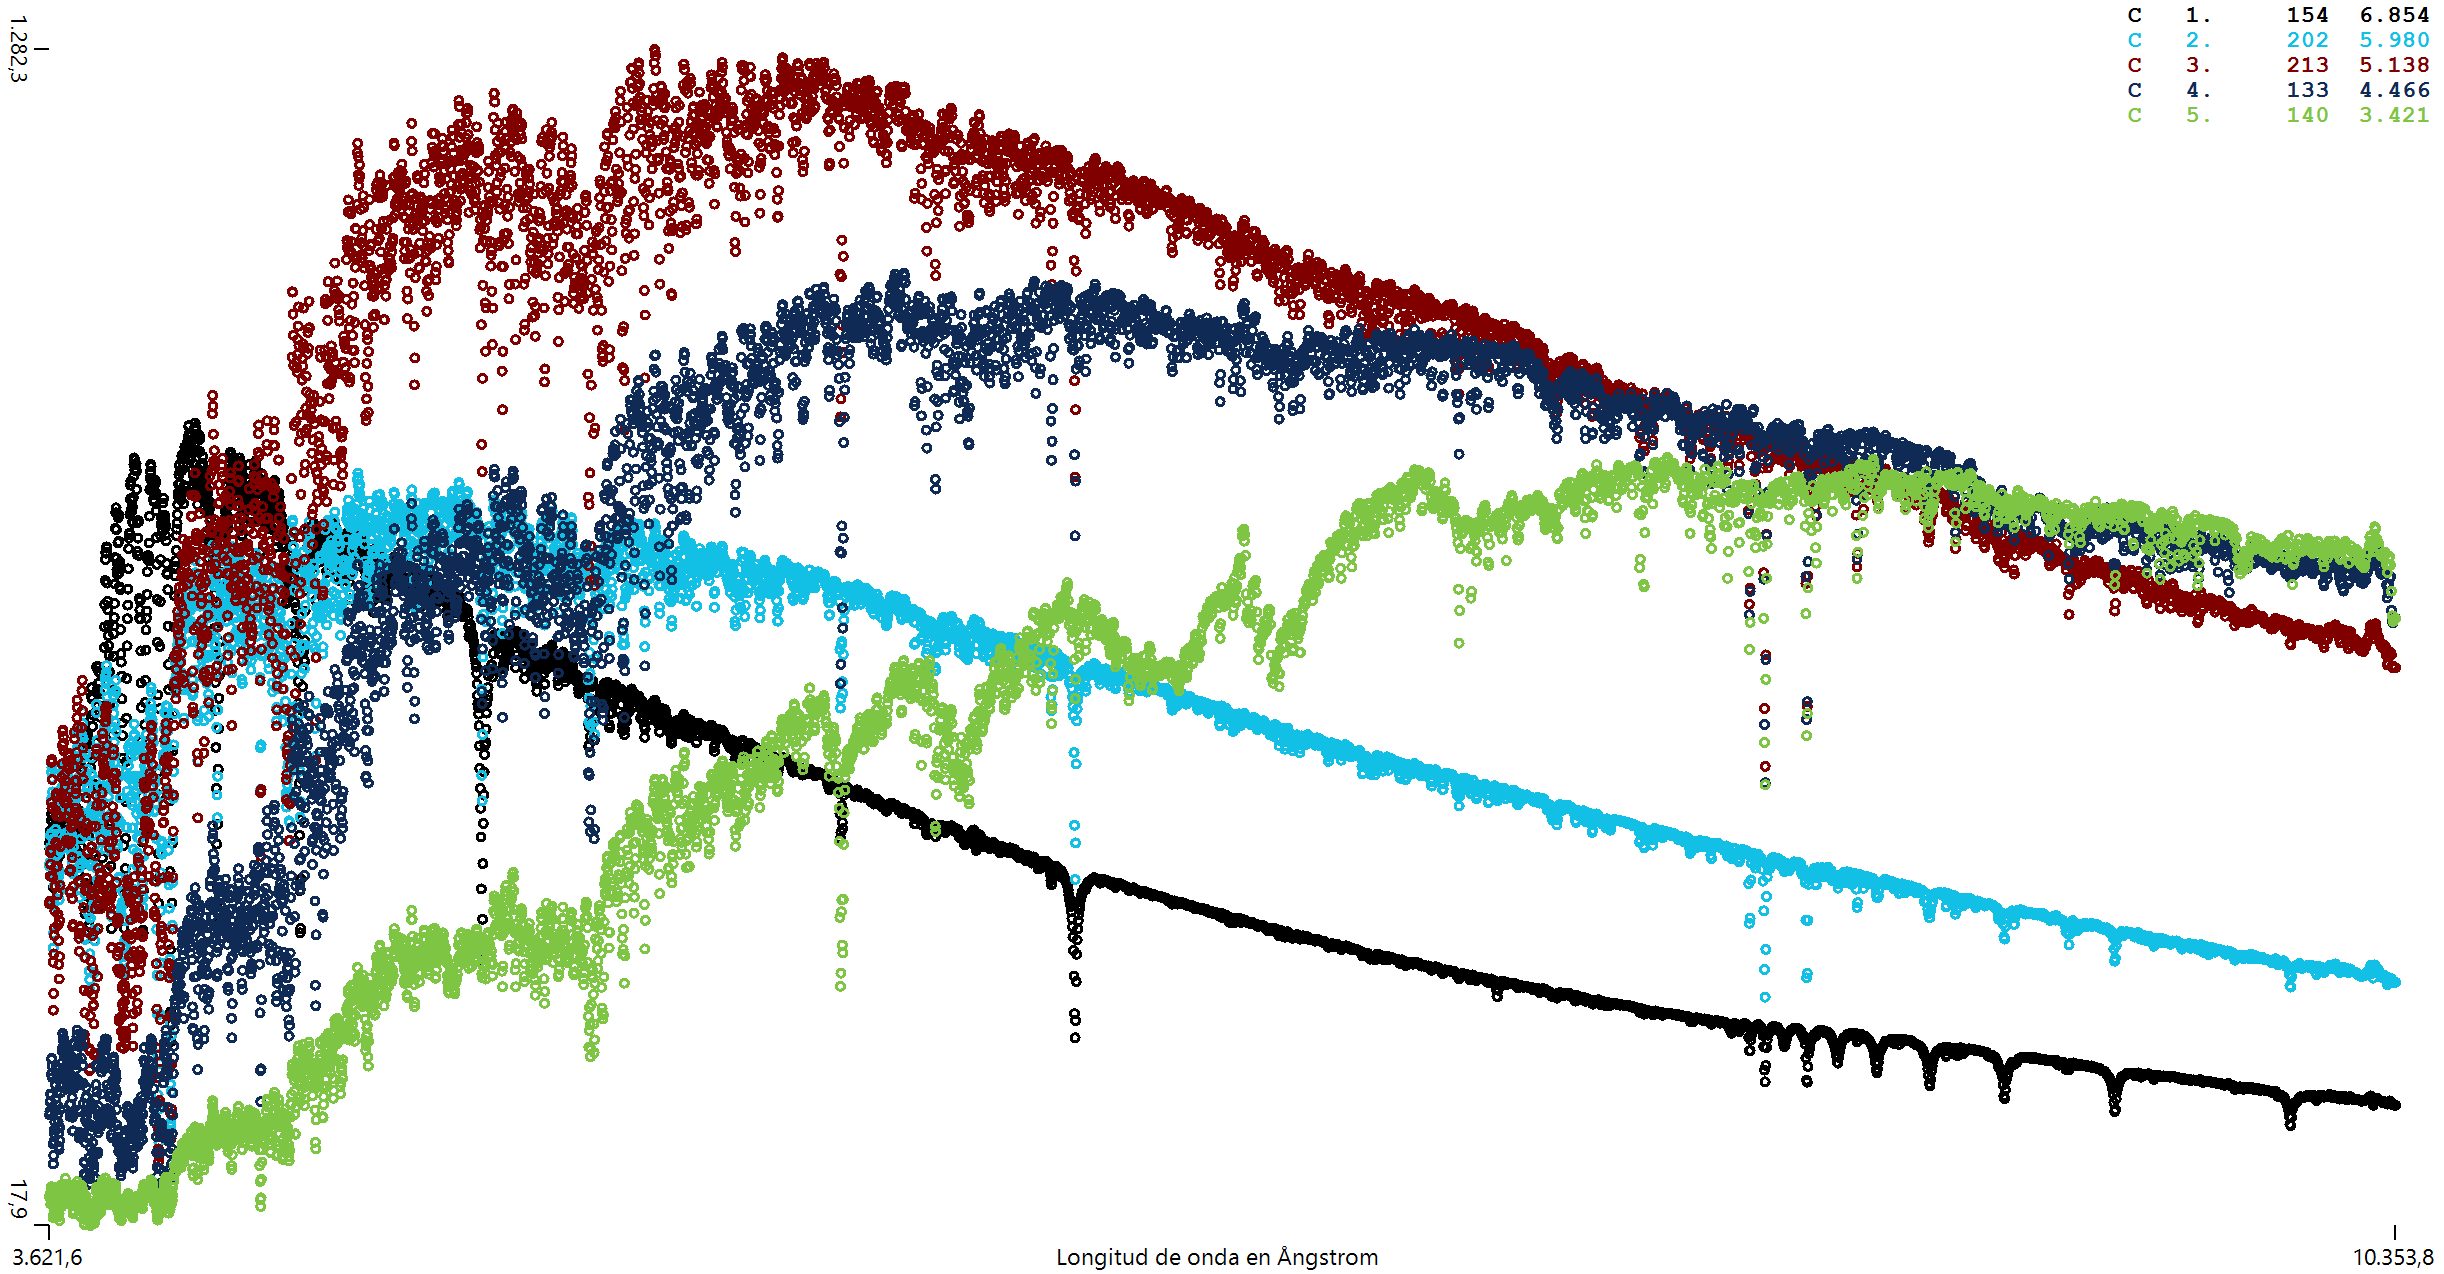 1.282,3
C 1. 154 6.854
C 2. 202 5.980
C 3. 213 5.138
C 4. 133 4.466
C 5. 140 3.421
17,9
3.621,6 Longitud de onda en Ångstrom 10.353,8